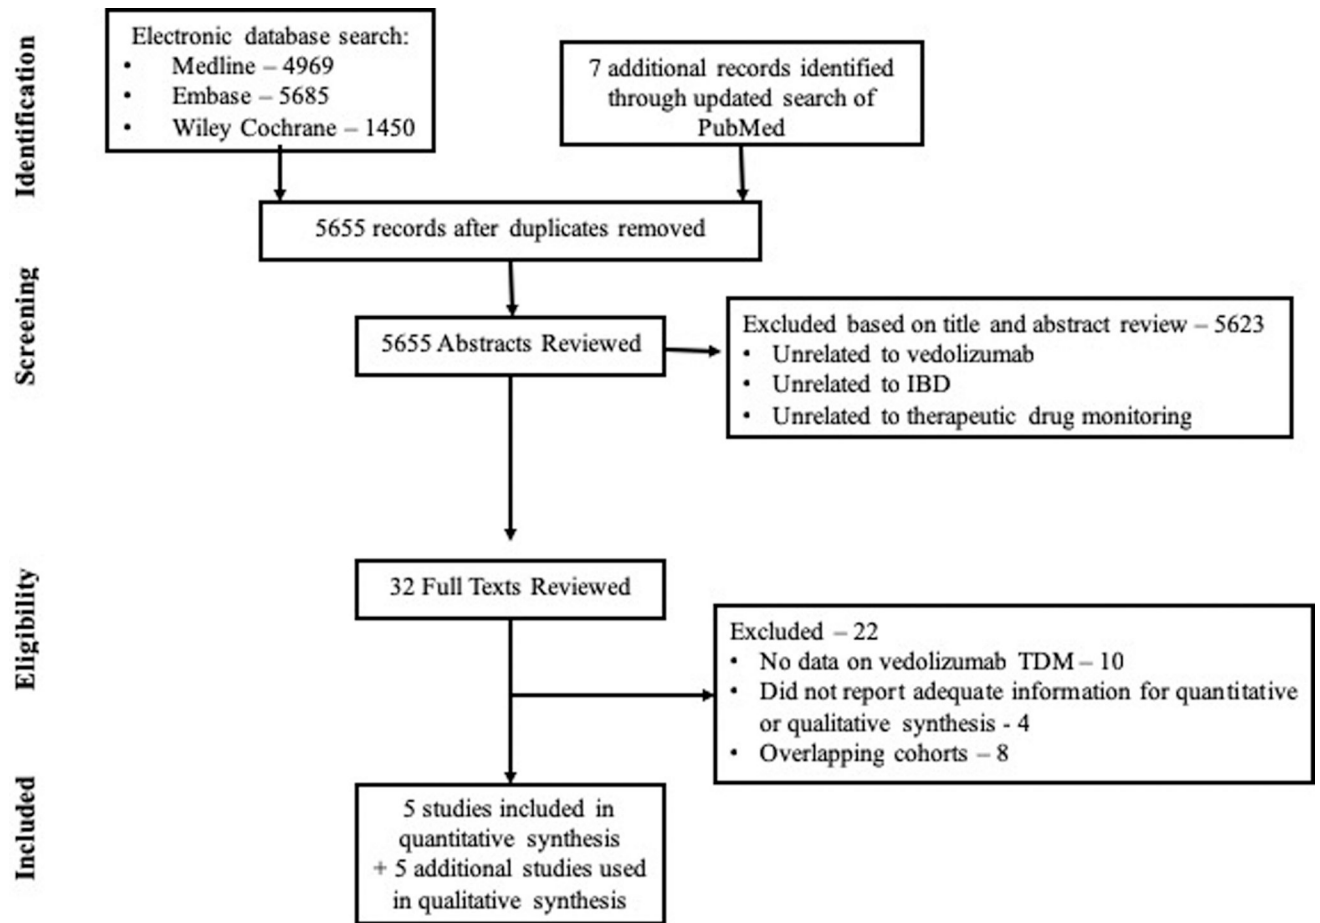 Identification
Electronic database search:
• Medline – 4969
• Embase – 5685
• Wiley Cochrane – 1450
7 additional records identified
through updated search of
PubMed
5655 records after duplicates removed
Screening
5655 Abstracts Reviewed
Excluded based on title and abstract review – 5623
• Unrelated to vedolizumab
• Unrelated to IBD
• Unrelated to therapeutic drug monitoring
Eligibility
32 Full Texts Reviewed
Excluded – 22
• No data on vedolizumab TDM – 10
• Did not report adequate information for quantitative
or qualitative synthesis - 4
• Overlapping cohorts – 8
Included
5 studies included in
quantitative synthesis
+ 5 additional studies used
in qualitative synthesis